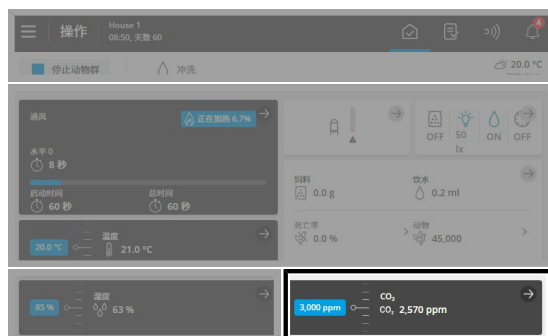 操作
House 1
08:50, 天数 60
4
停止动物群
冲洗
20.0 °C
通风
正在加热 6.7%
水平 0
8 秒
启动时间
总时间
60 秒
60 秒
20.0 °C
温度
21.0 °C
OFF
50 lx
ON
OFF
饲料
0.0 g
饮水
0.2 ml
死亡率
0.0 %
动物
45,000
85 %
湿度
63 %
3,000 ppm
CO₂
CO₂ 2,570 ppm